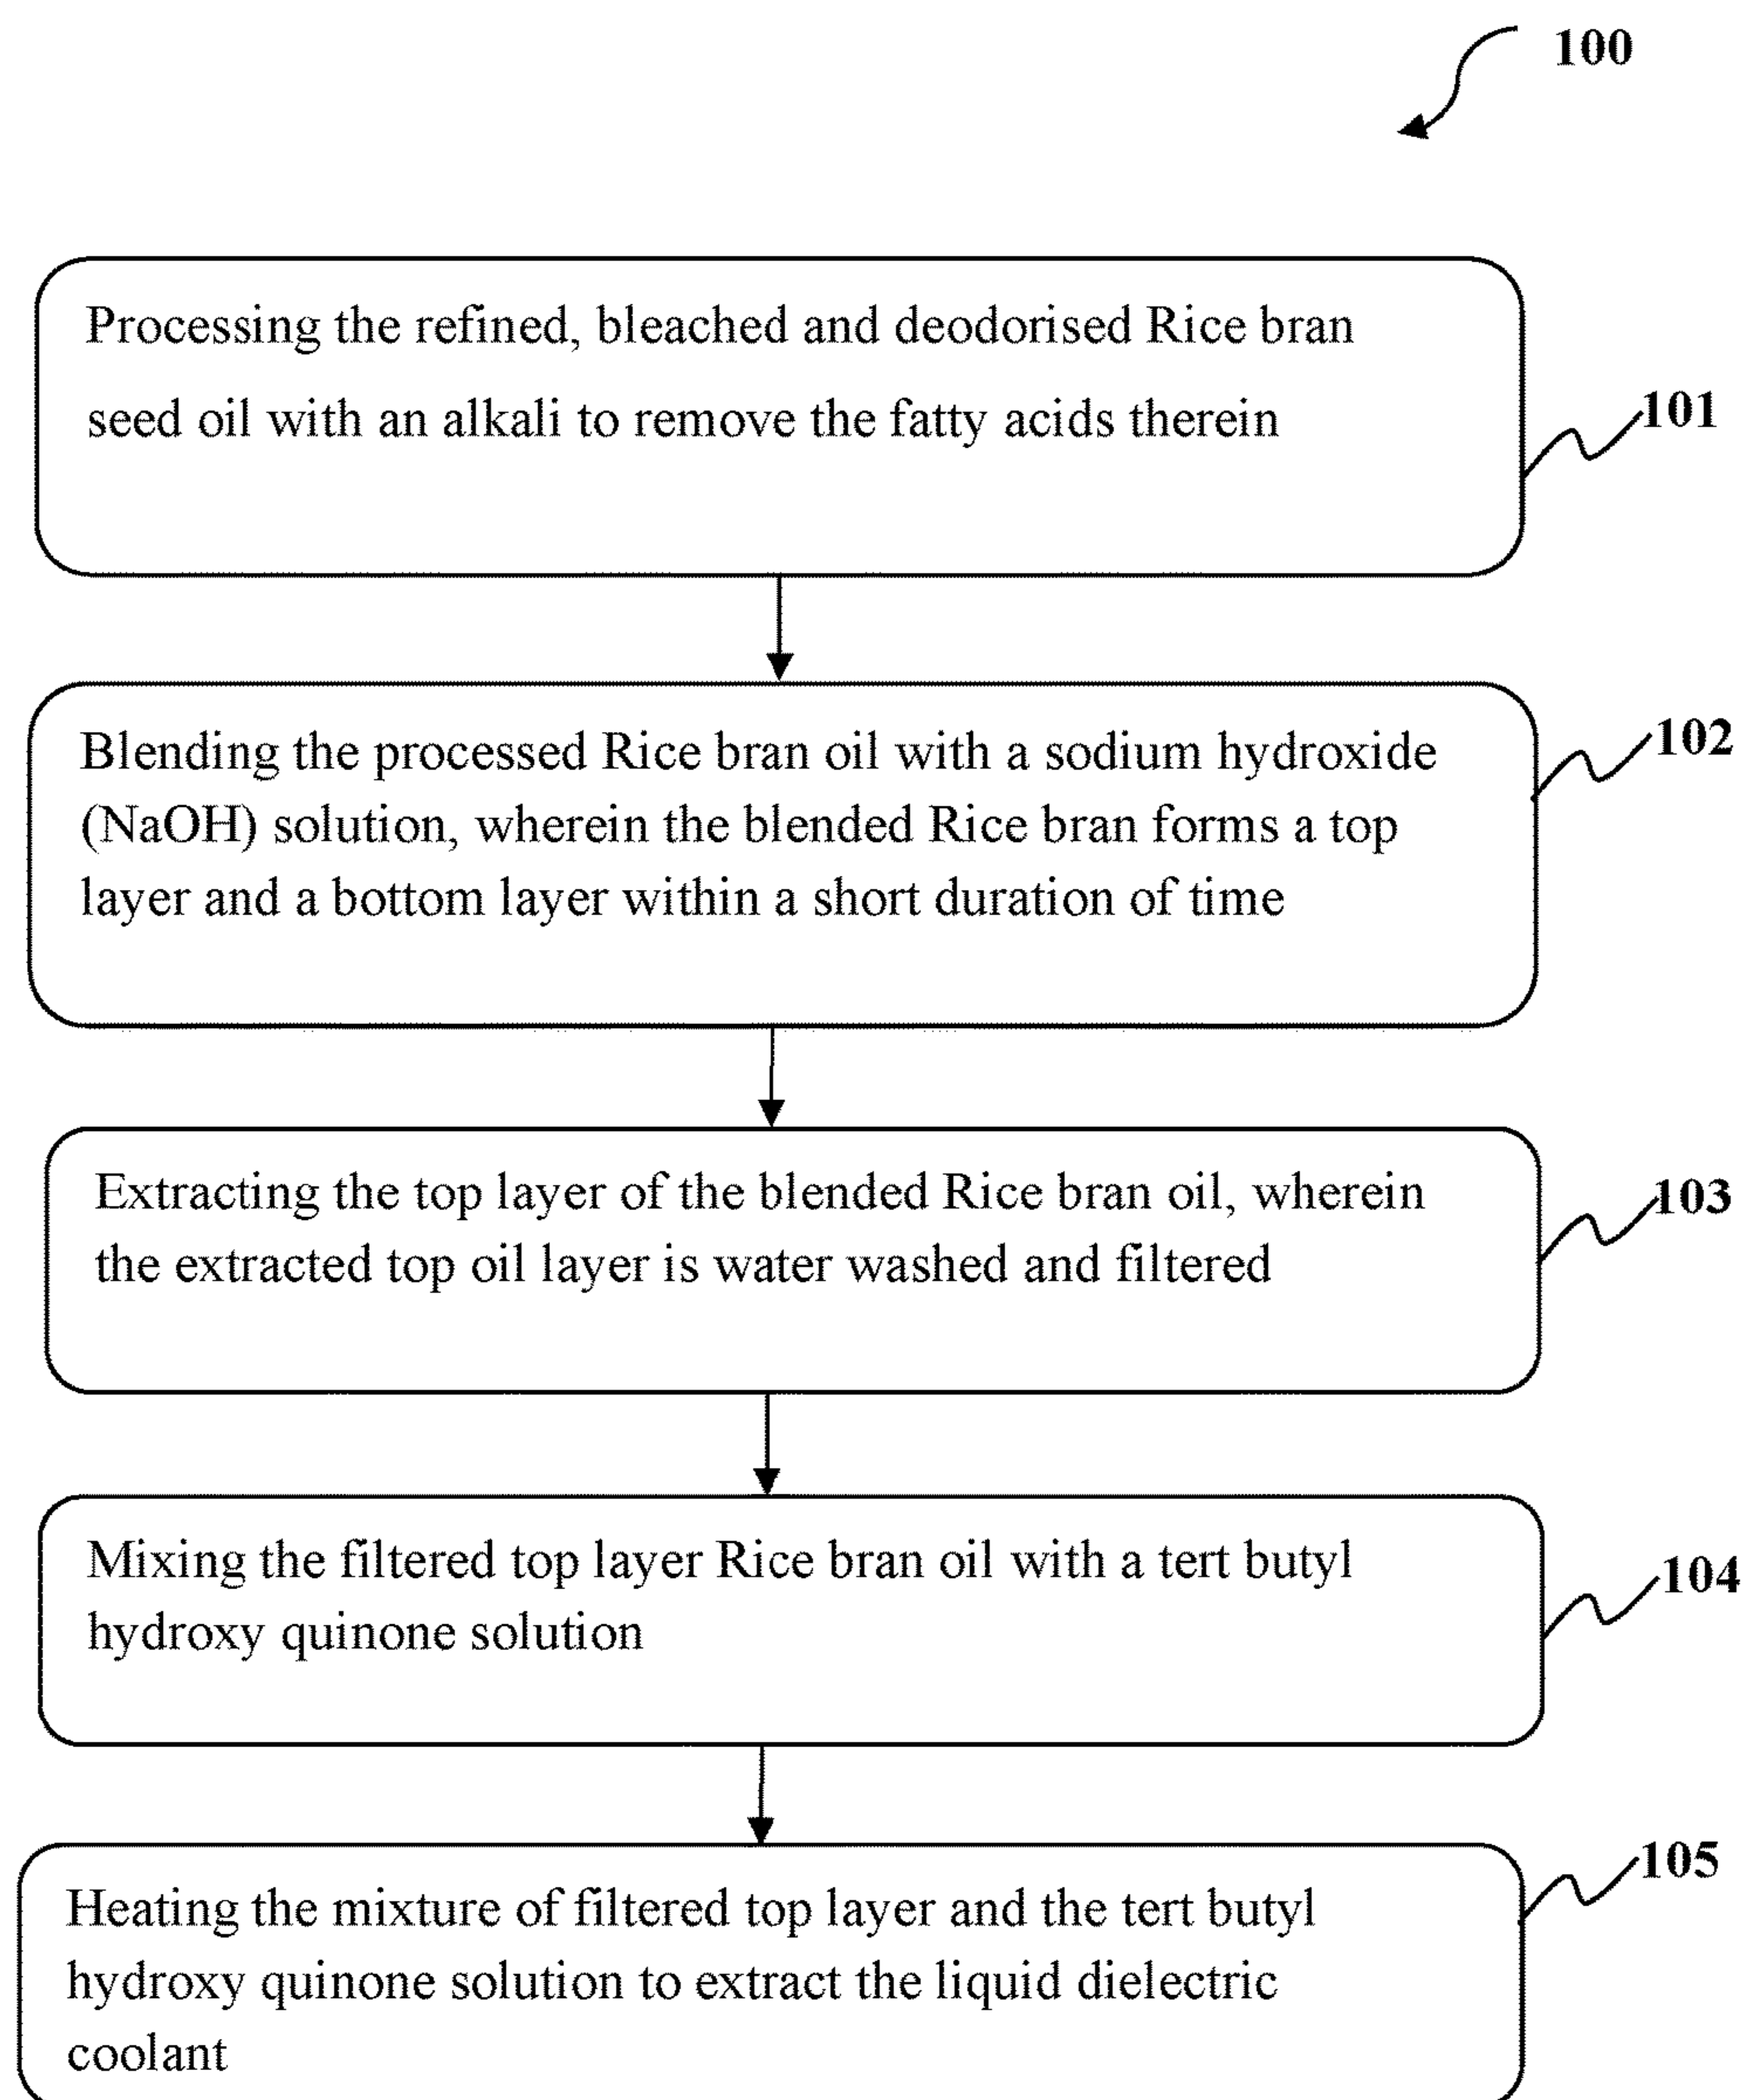 100
Processing the refined, bleached and deodorised Rice bran
seed oil with an alkali to remove the fatty acids therein
101
Blending the processed Rice bran oil with a sodium hydroxide
(NaOH) solution, wherein the blended Rice bran forms a top
layer and a bottom layer within a short duration of time
102
Extracting the top layer of the blended Rice bran oil, wherein
the extracted top oil layer is water washed and filtered
103
Mixing the filtered top layer Rice bran oil with a tert butyl
hydroxy quinone solution
104
Heating the mixture of filtered top layer and the tert butyl
hydroxy quinone solution to extract the liquid dielectric
coolant
105